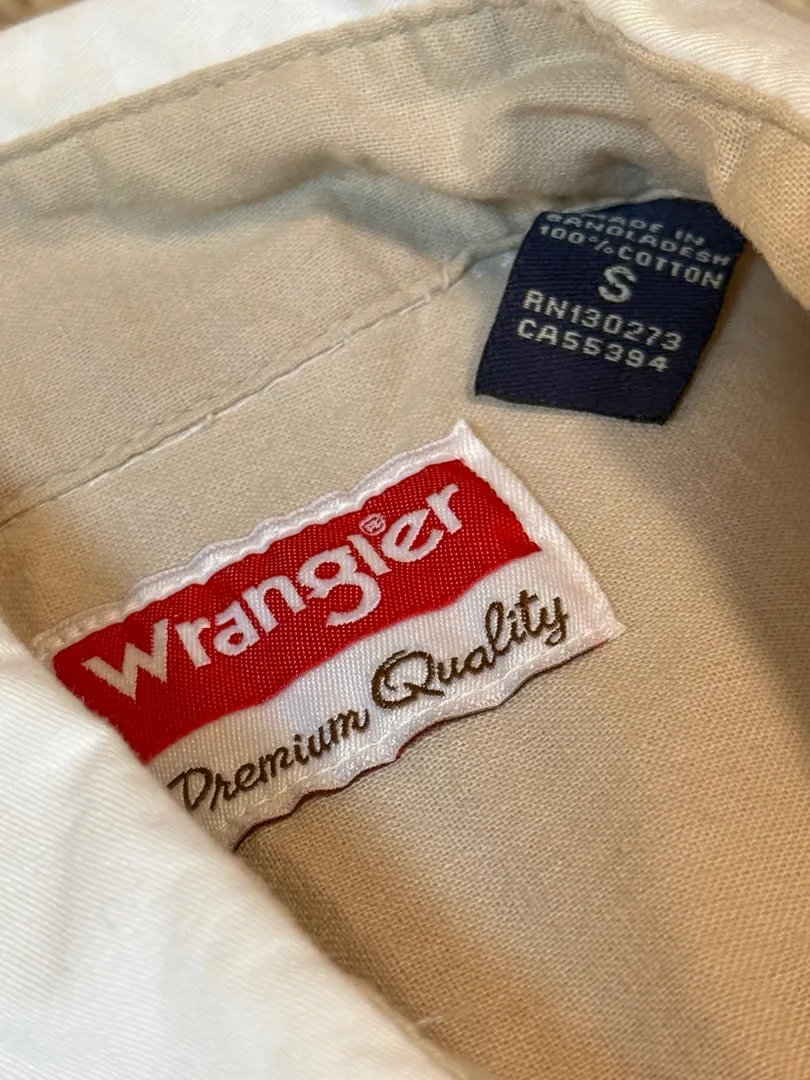 MADE IN
BANGLADESH
100% COTTON
S
RN130273
CA55394
Wrangler®
Premium Quality